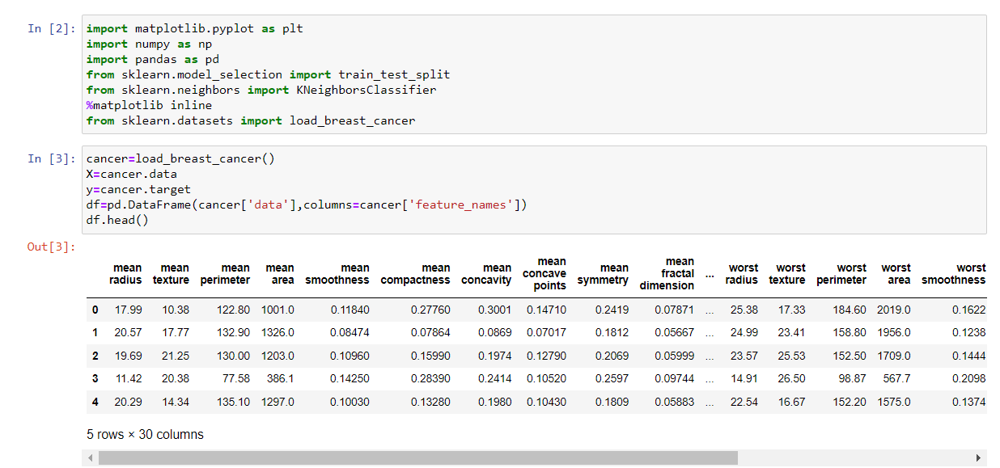 In [2]: import matplotlib.pyplot as plt
import numpy as np
import pandas as pd
from sklearn.model_selection import train_test_split
from sklearn.neighbors import KNeighborsClassifier
%matplotlib inline
from sklearn.datasets import load_breast_cancer
In [3]: cancer=load_breast_cancer()
X=cancer.data
y=cancer.target
df=pd.DataFrame(cancer['data'],columns=cancer['feature_names'])
df.head()
Out[3]:
mean radius mean texture mean perimeter mean area mean smoothness mean compactness mean concavity mean concave points mean symmetry mean fractal dimension ... worst radius worst texture worst perimeter worst area worst smoothness
0 17.99 10.38 122.80 1001.0 0.11840 0.27760 0.3001 0.14710 0.2419 0.07871 ... 25.38 17.33 184.60 2019.0 0.1622
1 20.57 17.77 132.90 1326.0 0.08474 0.07864 0.0869 0.07017 0.1812 0.05667 ... 24.99 23.41 158.80 1956.0 0.1238
2 19.69 21.25 130.00 1203.0 0.10960 0.15990 0.1974 0.12790 0.2069 0.05999 ... 23.57 25.53 152.50 1709.0 0.1444
3 11.42 20.38 77.58 386.1 0.14250 0.28390 0.2414 0.10520 0.2597 0.09744 ... 14.91 26.50 98.87 567.7 0.2098
4 20.29 14.34 135.10 1297.0 0.10030 0.13280 0.1980 0.10430 0.1809 0.05883 ... 22.54 16.67 152.20 1575.0 0.1374
5 rows × 30 columns